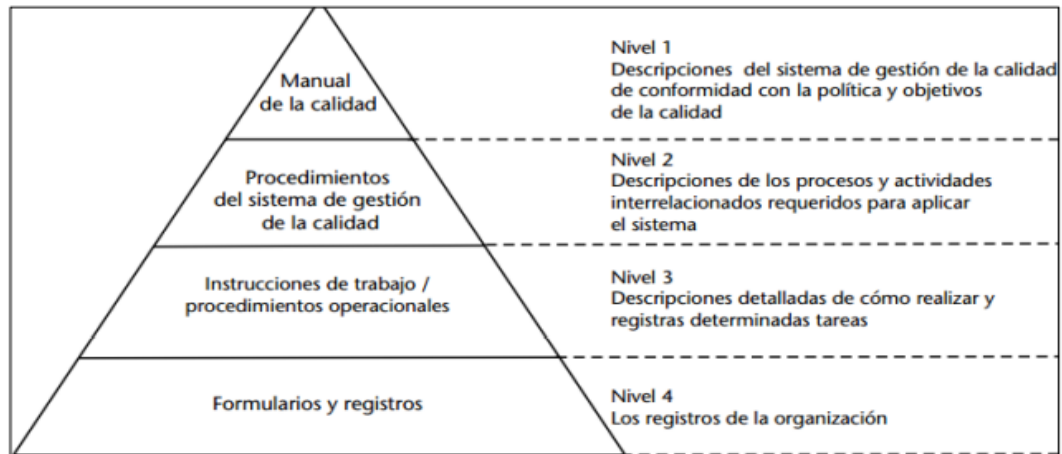 Manual
de la calidad
Nivel 1
Descripciones del sistema de gestión de la calidad
de conformidad con la política y objetivos
de la calidad
Procedimientos
del sistema de gestión
de la calidad
Nivel 2
Descripciones de los procesos y actividades
interrelacionados requeridos para aplicar
el sistema
Instrucciones de trabajo /
procedimientos operacionales
Nivel 3
Descripciones detalladas de cómo realizar y
registras determinadas tareas
Formularios y registros
Nivel 4
Los registros de la organización